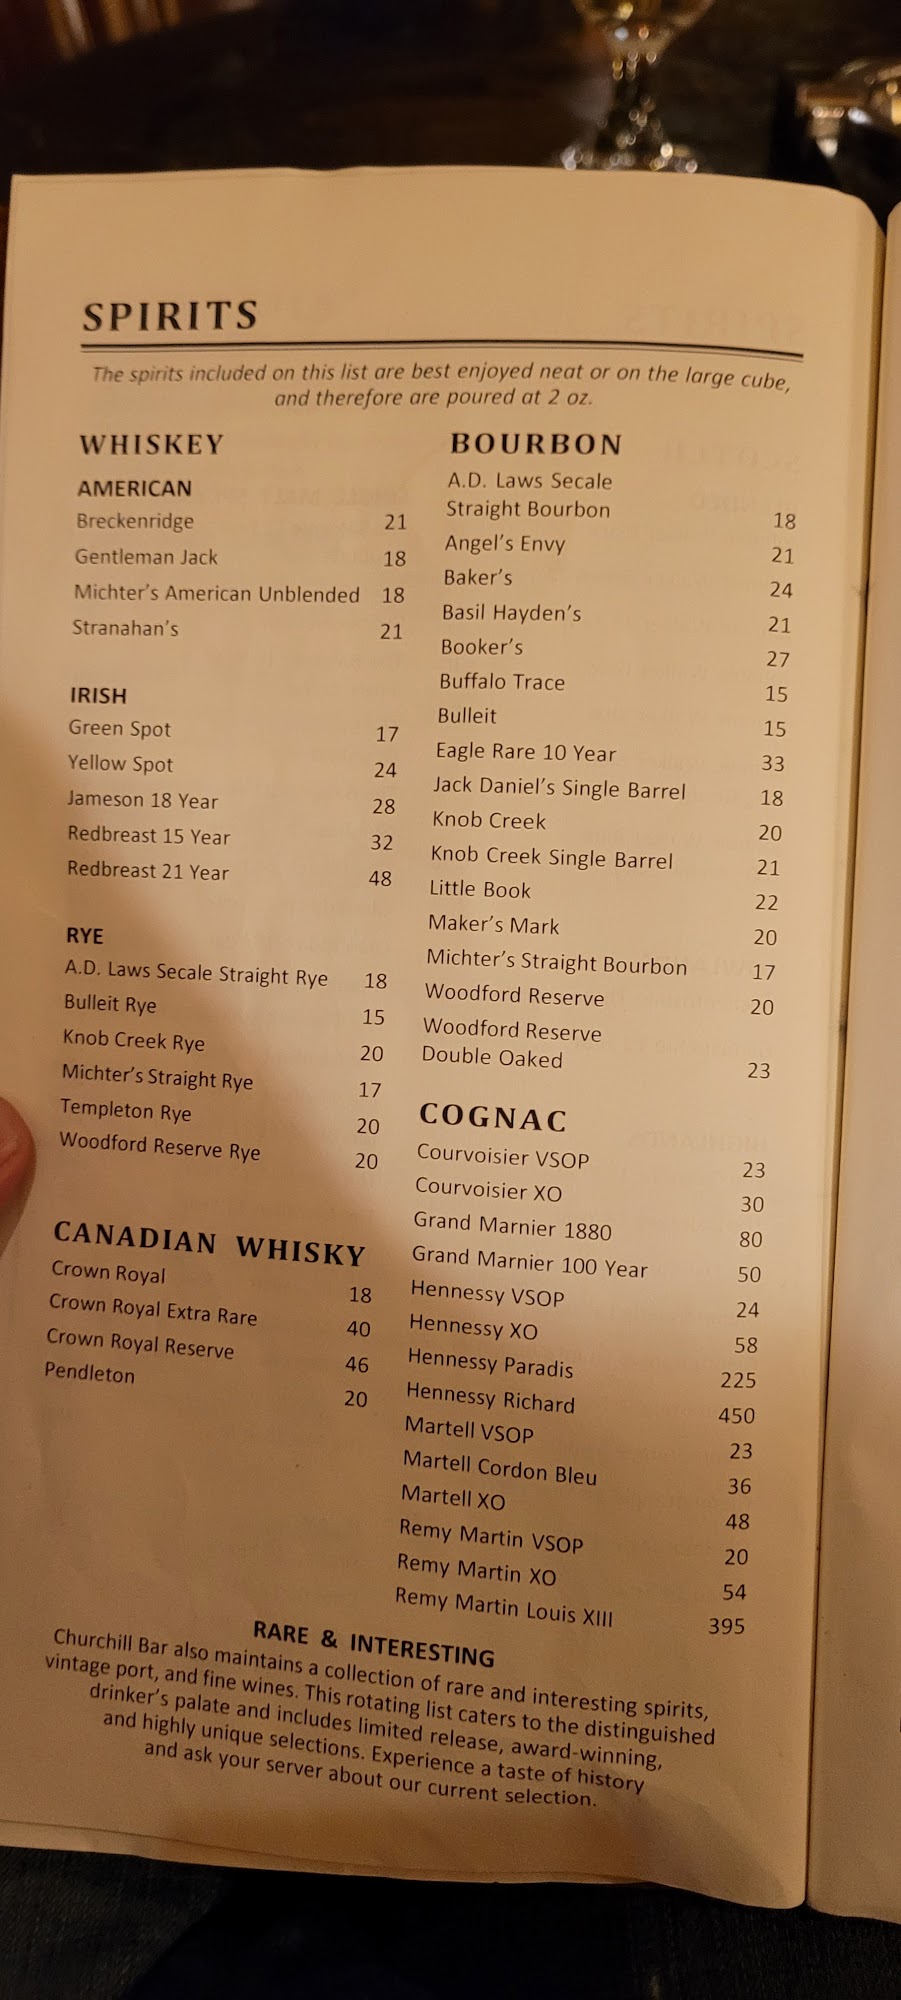 SPIRITS
The spirits included on this list are best enjoyed neat or on the large cube,
and therefore are poured at 2 oz.
WHISKEY
AMERICAN
Breckenridge 21
Gentleman Jack 18
Michter's American Unblended 18
Stranahan's 21
IRISH
Green Spot 17
Yellow Spot 24
Jameson 18 Year 28
Redbreast 15 Year 32
Redbreast 21 Year 48
RYE
A.D. Laws Secale Straight Rye 18
Bulleit Rye 15
Knob Creek Rye 20
Michter's Straight Rye 17
Templeton Rye 20
Woodford Reserve Rye 20
CANADIAN WHISKY
Crown Royal 18
Crown Royal Extra Rare 40
Crown Royal Reserve 46
Pendleton 20
BOURBON
A.D. Laws Secale
Straight Bourbon 18
Angel's Envy 21
Baker's 24
Basil Hayden's 21
Booker's 27
Buffalo Trace 15
Bulleit 15
Eagle Rare 10 Year 33
Jack Daniel's Single Barrel 18
Knob Creek 20
Knob Creek Single Barrel 21
Little Book 22
Maker's Mark 20
Michter's Straight Bourbon 17
Woodford Reserve 20
Woodford Reserve
Double Oaked 23
COGNAC
Courvoisier VSOP 23
Courvoisier XO 30
Grand Marnier 1880 80
Grand Marnier 100 Year 50
Hennessy VSOP 24
Hennessy XO 58
Hennessy Paradis 225
Hennessy Richard 450
Martell VSOP 23
Martell Cordon Bleu 36
Martell XO 48
Remy Martin VSOP 20
Remy Martin XO 54
Remy Martin Louis XIII 395
RARE & INTERESTING
Churchill Bar also maintains a collection of rare and interesting spirits,
vintage port, and fine wines. This rotating list caters to the distinguished
drinker's palate and includes limited release, award-winning,
and highly unique selections. Experience a taste of history
and ask your server about our current selection.